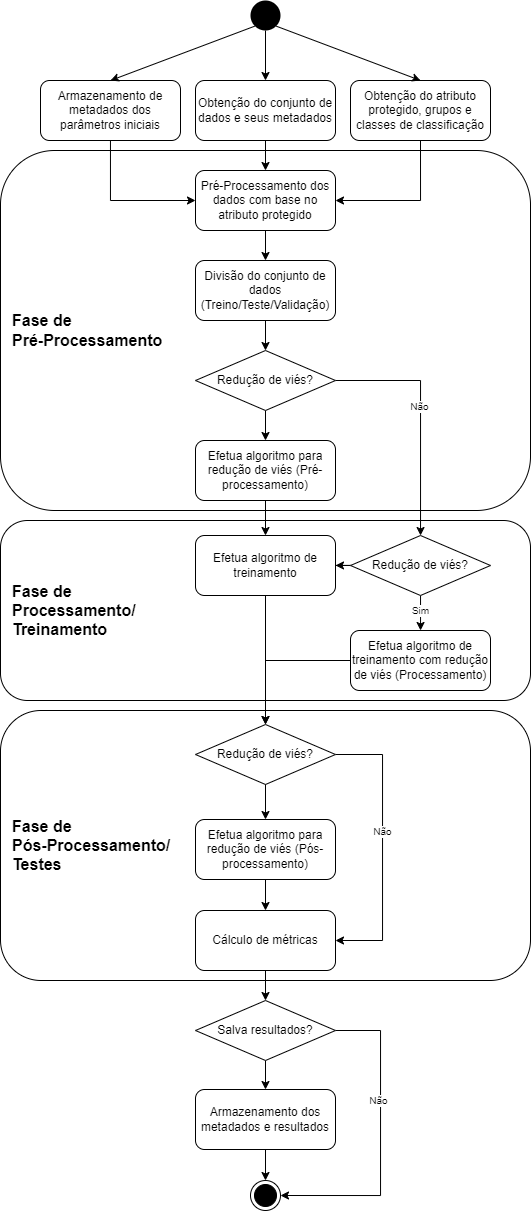 Armazenamento de
metadados dos
parâmetros iniciais
Obtenção do conjunto de
dados e seus metadados
Obtenção do atributo
protegido, grupos e
classes de classificação
Pré-Processamento dos
dados com base no
atributo protegido
Divisão do conjunto de
dados
(Treino/Teste/Validação)
Fase de
Pré-Processamento
Redução de viés?
Não
Efetua algoritmo para
redução de viés (Pré-
processamento)
Efetua algoritmo de
treinamento
Redução de viés?
Fase de
Processamento/
Treinamento
Sim
Efetua algoritmo de
treinamento com redução
de viés (Processamento)
Redução de viés?
Fase de
Pós-Processamento/
Testes
Não
Efetua algoritmo para
redução de viés (Pós-
processamento)
Cálculo de métricas
Salva resultados?
Não
Armazenamento dos
metadados e resultados